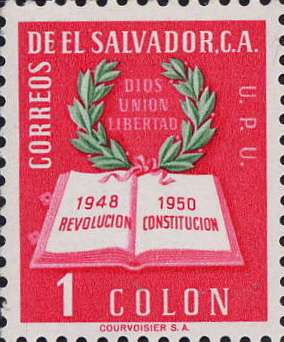 CORREOS
DE EL SALVADOR, C.A.
U.P.U.
DIOS
UNION
LIBERTAD
1948
REVOLUCION
1950
CONSTITUCION
1 COLON
COURVOISIER S.A.